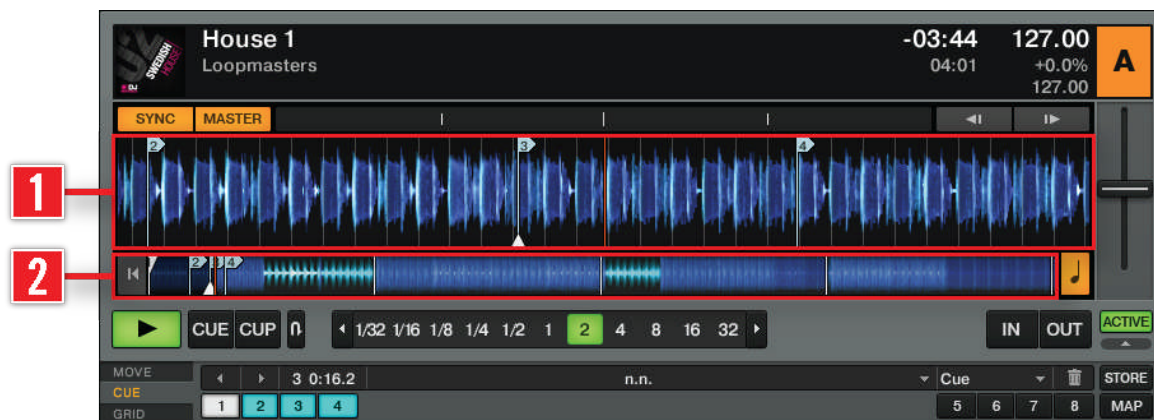 House 1
-03:44 127.00
Loopmasters
04:01 +0.0%
127.00
A
SWEDISH
HOUSE
SYNC MASTER
1
2 3 4
2
2 3 4
CUE CUP
1/32 1/16 1/8 1/4 1/2 1 2 4 8 16 32
IN OUT ACTIVE
MOVE
CUE
GRID
3 0:16.2 n.n. Cue STORE
1 2 3 4 5 6 7 8 MAP